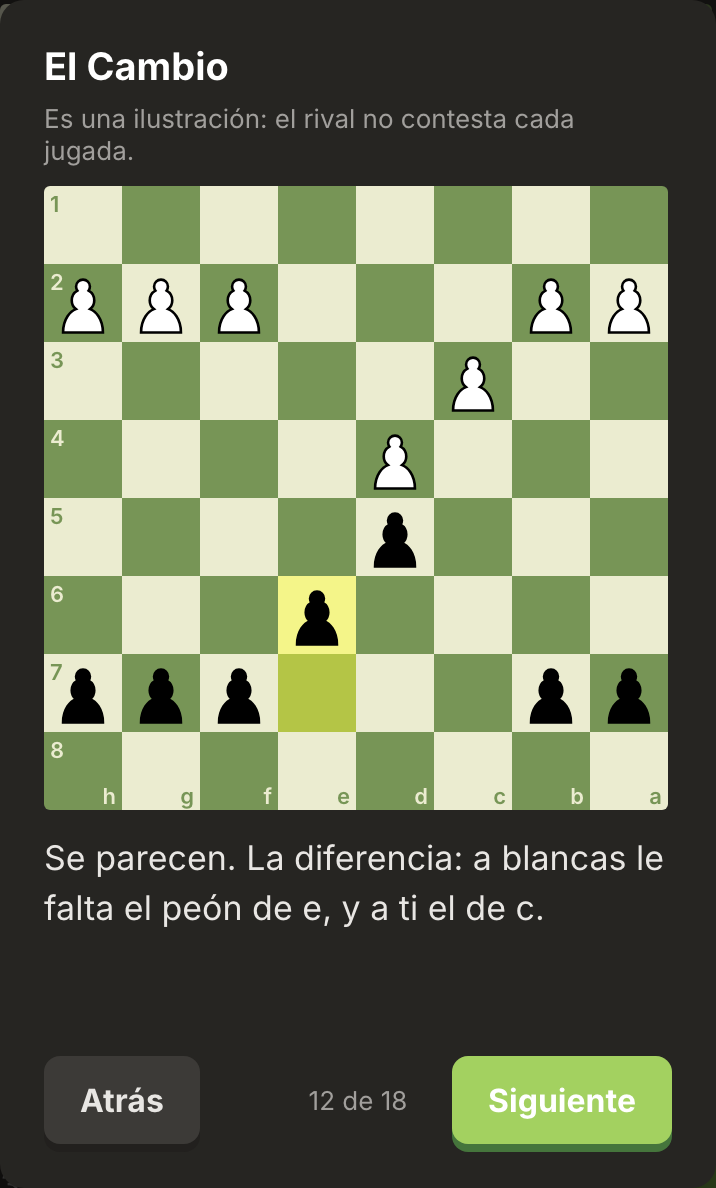 El Cambio
Es una ilustración: el rival no contesta cada
jugada.
1
2
3
4
5
6
7
8
h g f e d c b a
Se parecen. La diferencia: a blancas le
falta el peón de e, y a ti el de c.
Atrás 12 de 18 Siguiente